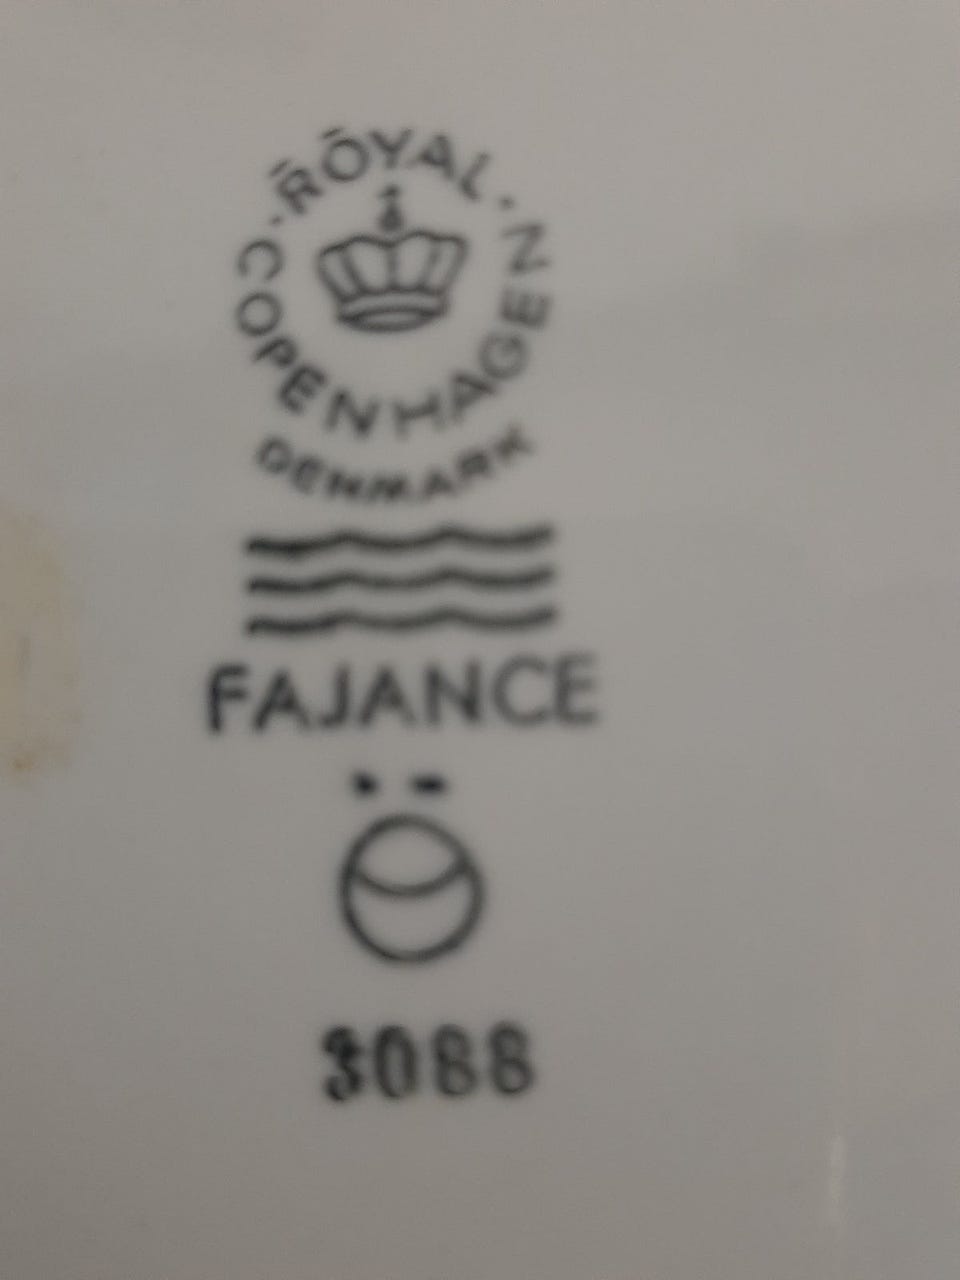 ROYAL
COPENHAGEN
DENMARK
FAJANCE
3088